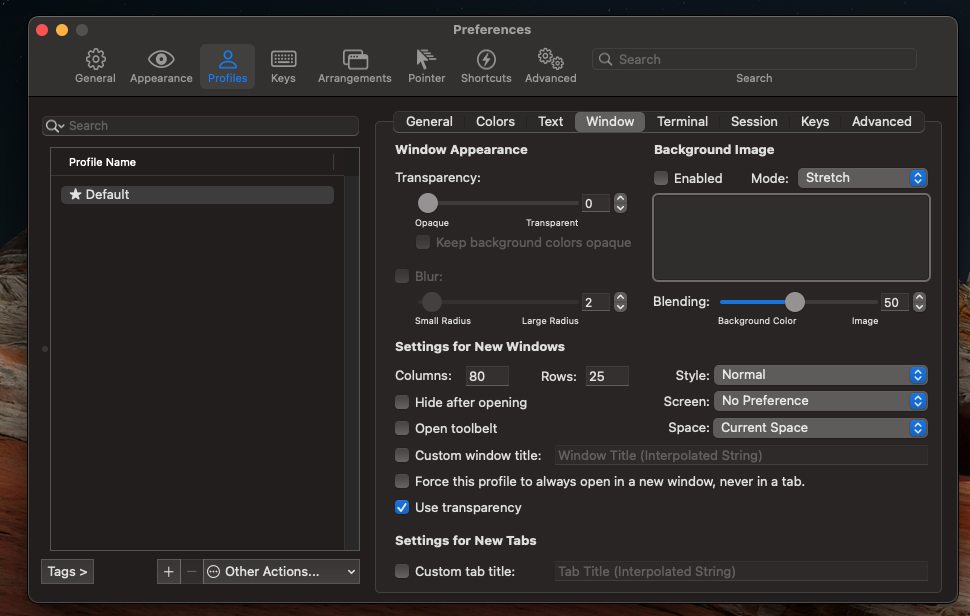 Preferences
General Appearance Profiles Keys Arrangements Pointer Shortcuts Advanced Search
Search
Search
Profile Name
★ Default
Tags >
+ − Other Actions...
General Colors Text Window Terminal Session Keys Advanced
Window Appearance
Transparency:
0
Opaque Transparent
Keep background colors opaque
Blur:
2
Small Radius Large Radius
Background Image
Enabled Mode: Stretch
Blending: 50
Background Color Image
Settings for New Windows
Columns: 80 Rows: 25 Style: Normal
Hide after opening Screen: No Preference
Open toolbelt Space: Current Space
Custom window title: Window Title (Interpolated String)
Force this profile to always open in a new window, never in a tab.
Use transparency
Settings for New Tabs
Custom tab title: Tab Title (Interpolated String)